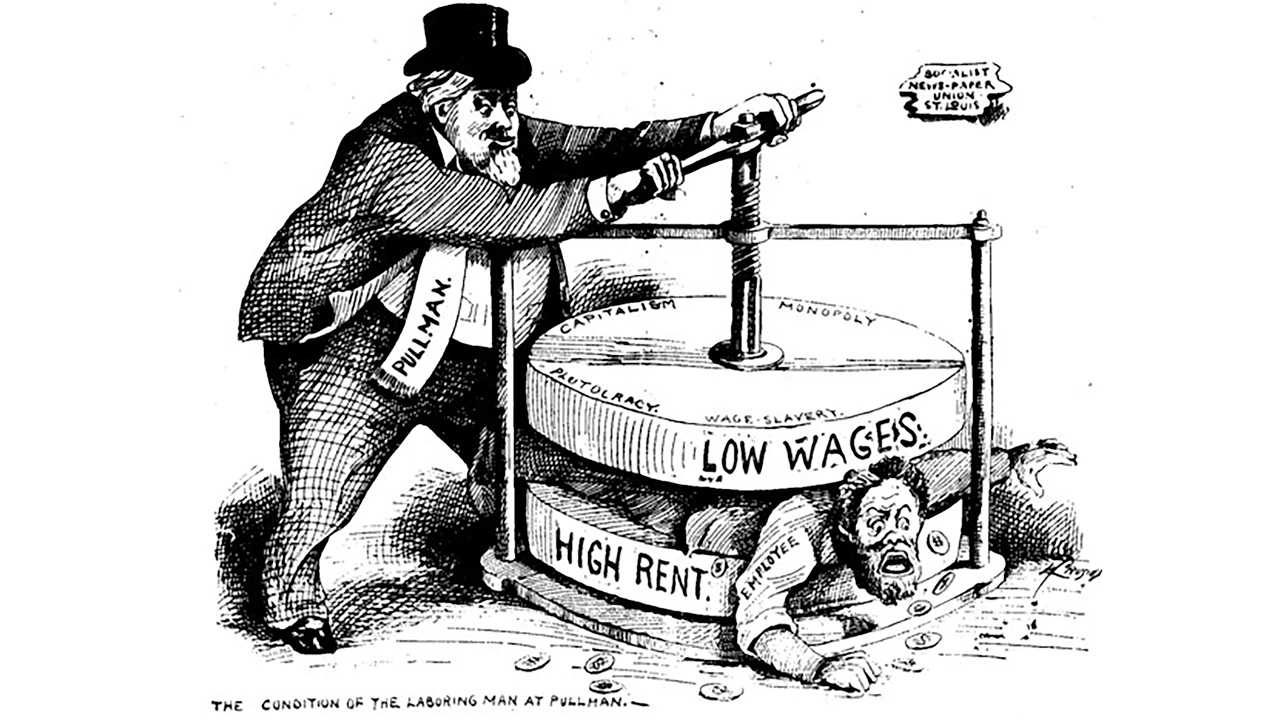 SOCIALIST
NEWS-PAPER
UNION
ST. LOUIS
PULLMAN.
CAPITALISM
MONOPOLY
PLUTOCRACY.
WAGE-SLAVERY.
LOW WAGES.
HIGH RENT.
EMPLOYEE
THE CONDITION OF THE LABORING MAN AT PULLMAN.—